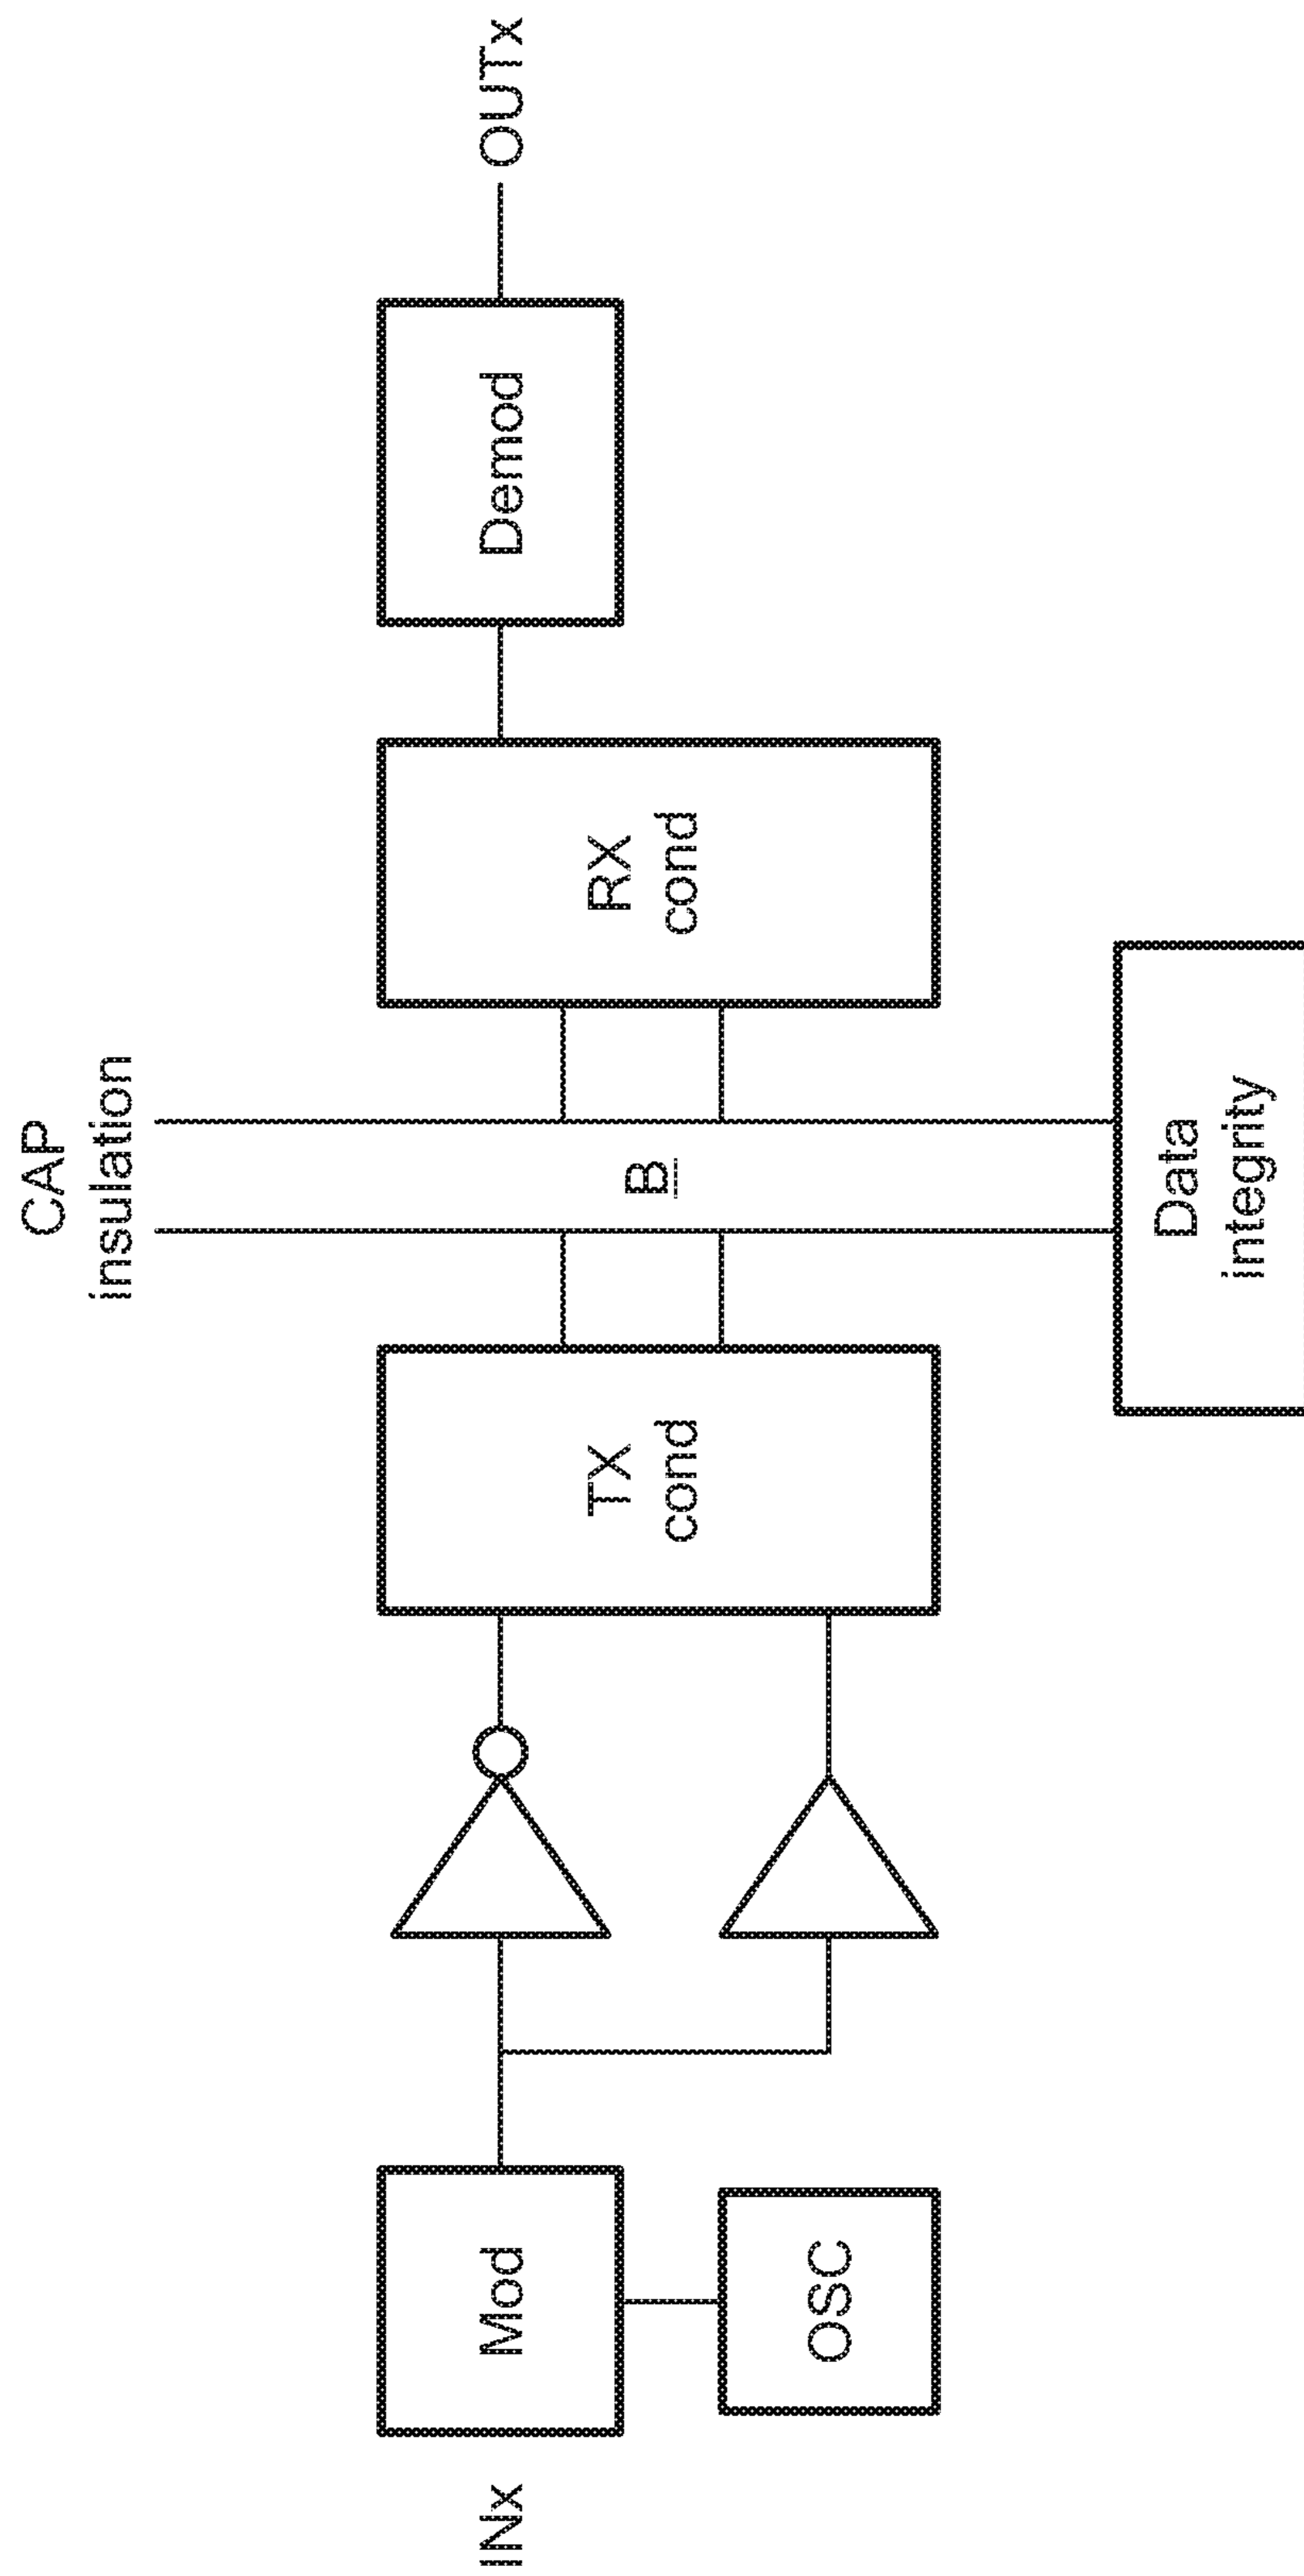 CAP
insulation
INx
Mod
OSC
TX
cond
B
RX
cond
Demod
OUTx
Data
integrity